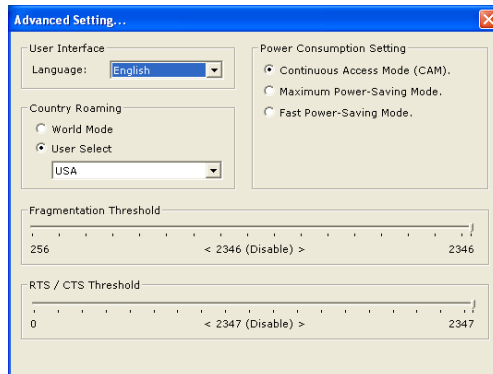 Advanced Setting...
User Interface
Language: English
Country Roaming
World Mode
User Select
USA
Power Consumption Setting
Continuous Access Mode (CAM).
Maximum Power-Saving Mode.
Fast Power-Saving Mode.
Fragmentation Threshold
256 < 2346 (Disable) > 2346
RTS / CTS Threshold
0 < 2347 (Disable) > 2347